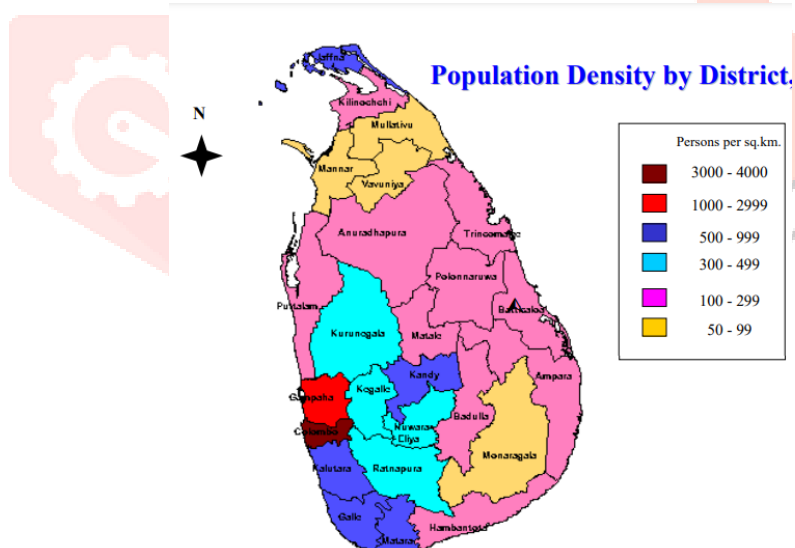 Jaffna
Population Density by District,
Kilinochchi
N
Mullativu
Persons per sq.km.
3000 - 4000
Mannar
Vavuniya
1000 - 2999
500 - 999
Anuradhapura
Trincomalee
300 - 499
Polonnaruwa
100 - 299
Puttalam
Batticaloa
50 - 99
Kurunegala
Matale
Kandy
Ampara
Kegalle
Gampaha
Badulla
Nuwara
Eliya
Colombo
Monaragala
Kalutara
Ratnapura
Galle
Hambantota
Matara